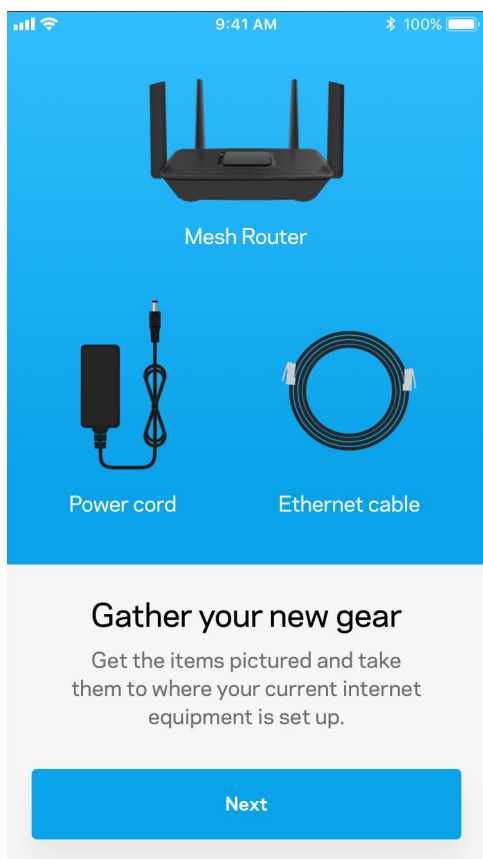 9:41 AM
100%
Mesh Router
Power cord
Ethernet cable
Gather your new gear
Get the items pictured and take
them to where your current internet
equipment is set up.
Next